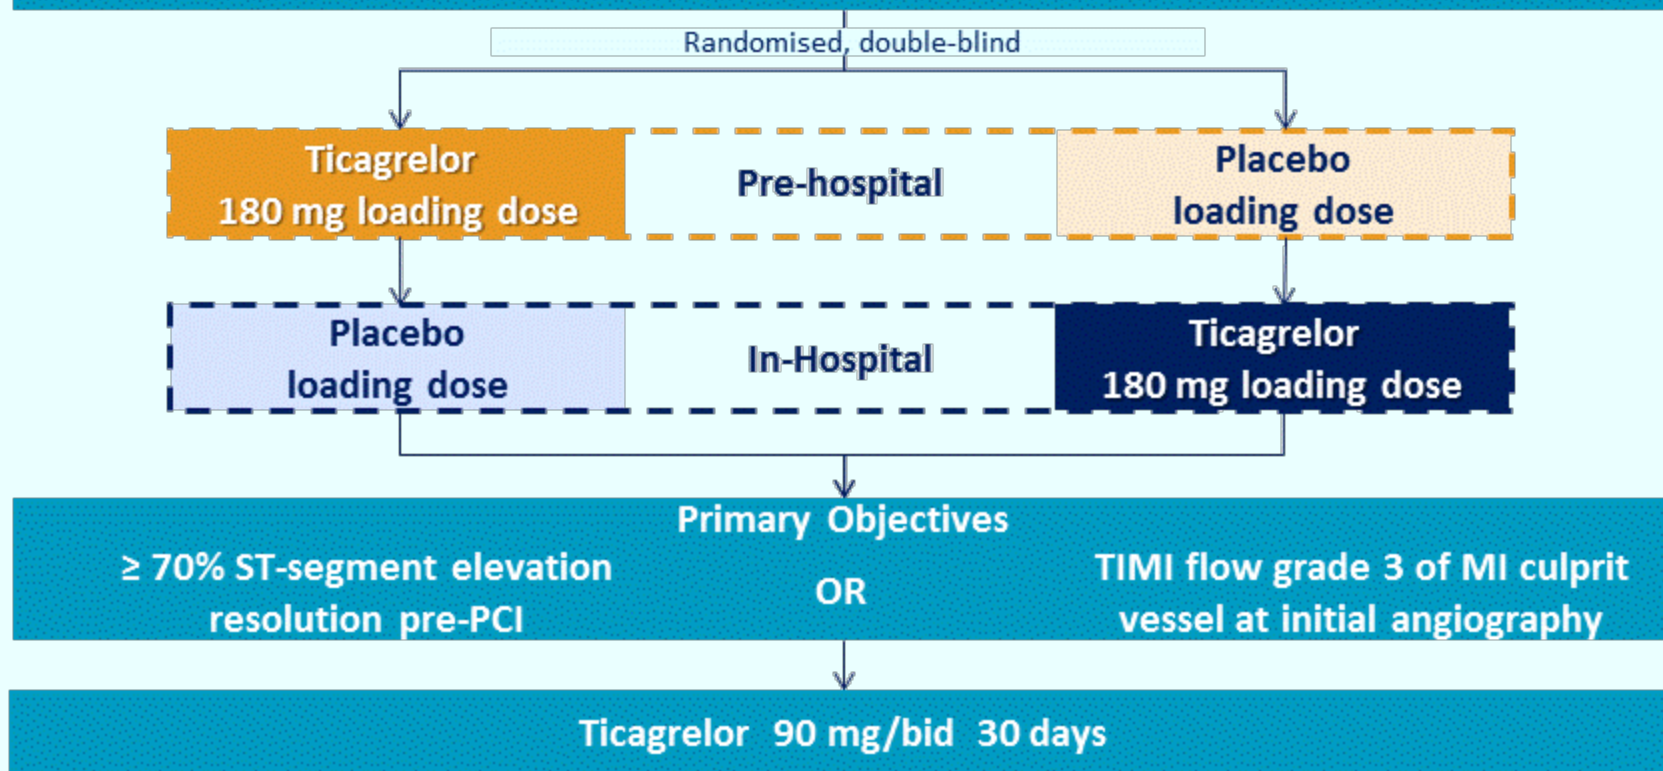 Randomised, double-blind
Ticagrelor
180 mg loading dose
Pre-hospital
Placebo
loading dose
Placebo
loading dose
In-Hospital
Ticagrelor
180 mg loading dose
Primary Objectives
≥ 70% ST-segment elevation
resolution pre-PCI
OR
TIMI flow grade 3 of MI culprit
vessel at initial angiography
Ticagrelor 90 mg/bid 30 days